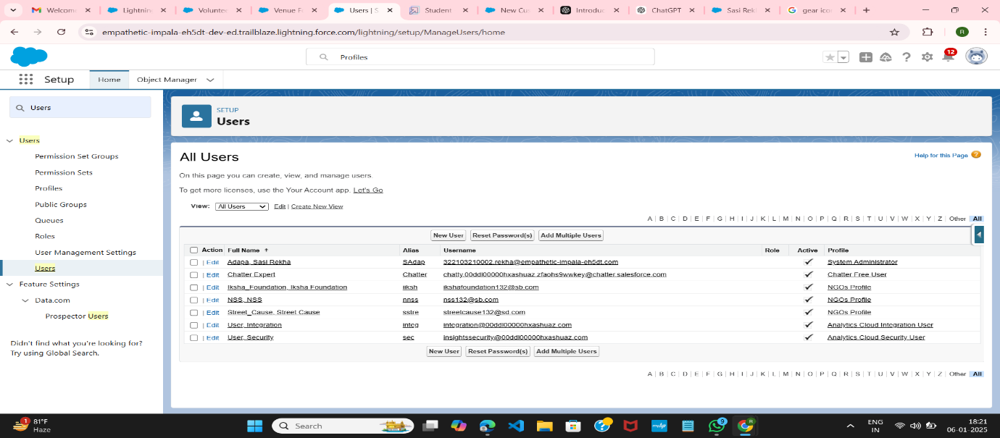 Welcom
Lightnin
Voluntee
Venue F
Users | S
Student
New Cu
Introduc
ChatGPT
Sasi Rek
gear ico
empathetic-impala-eh5dt-dev-ed.trailblaze.lightning.force.com/lightning/setup/ManageUsers/home
R
Profiles
12
Setup
Home
Object Manager
Users
Users
Permission Set Groups
Permission Sets
Profiles
Public Groups
Queues
Roles
User Management Settings
Users
Feature Settings
Data.com
Prospector Users
Didn't find what you're looking for?
Try using Global Search.
SETUP
Users
All Users
Help for this Page ?
On this page you can create, view, and manage users.
To get more licenses, use the Your Account app. Let's Go
View: All Users Edit | Create New View
A | B | C | D | E | F | G | H | I | J | K | L | M | N | O | P | Q | R | S | T | U | V | W | X | Y | Z | Other All
New User Reset Password(s) Add Multiple Users
Action Full Name ↑ Alias Username Role Active Profile
| Edit Adapa, Sasi Rekha SAdap 322103210002.rekha@empathetic-impala-eh5dt.com System Administrator
| Edit Chatter Expert Chatter chatty.00ddl00000hxashuaz.zfaohs9wwkey@chatter.salesforce.com Chatter Free User
| Edit Iksha_Foundation, Iksha Foundation iiksh ikshafoundation132@sb.com NGOs Profile
| Edit NSS, NSS nnss nss132@sb.com NGOs Profile
| Edit Street_Cause, Street Cause sstre streetcause132@sd.com NGOs Profile
| Edit User, Integration integ integration@00ddl00000hxashuaz.com Analytics Cloud Integration User
| Edit User, Security sec insightssecurity@00ddl00000hxashuaz.com Analytics Cloud Security User
New User Reset Password(s) Add Multiple Users
A | B | C | D | E | F | G | H | I | J | K | L | M | N | O | P | Q | R | S | T | U | V | W | X | Y | Z | Other All
1
81°F
Haze
Search
9
R
ENG
IN
18:21
06-01-2025